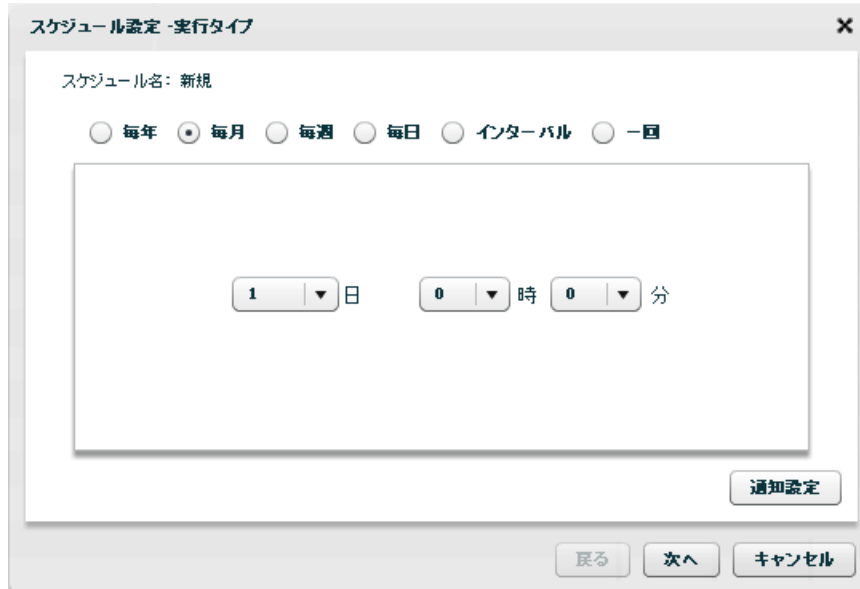 スケジュール設定 -実行タイプ
スケジュール名: 新規
毎年 毎月 毎週 毎日 インターバル 一回
1 日 0 時 0 分
通知設定
戻る 次へ キャンセル